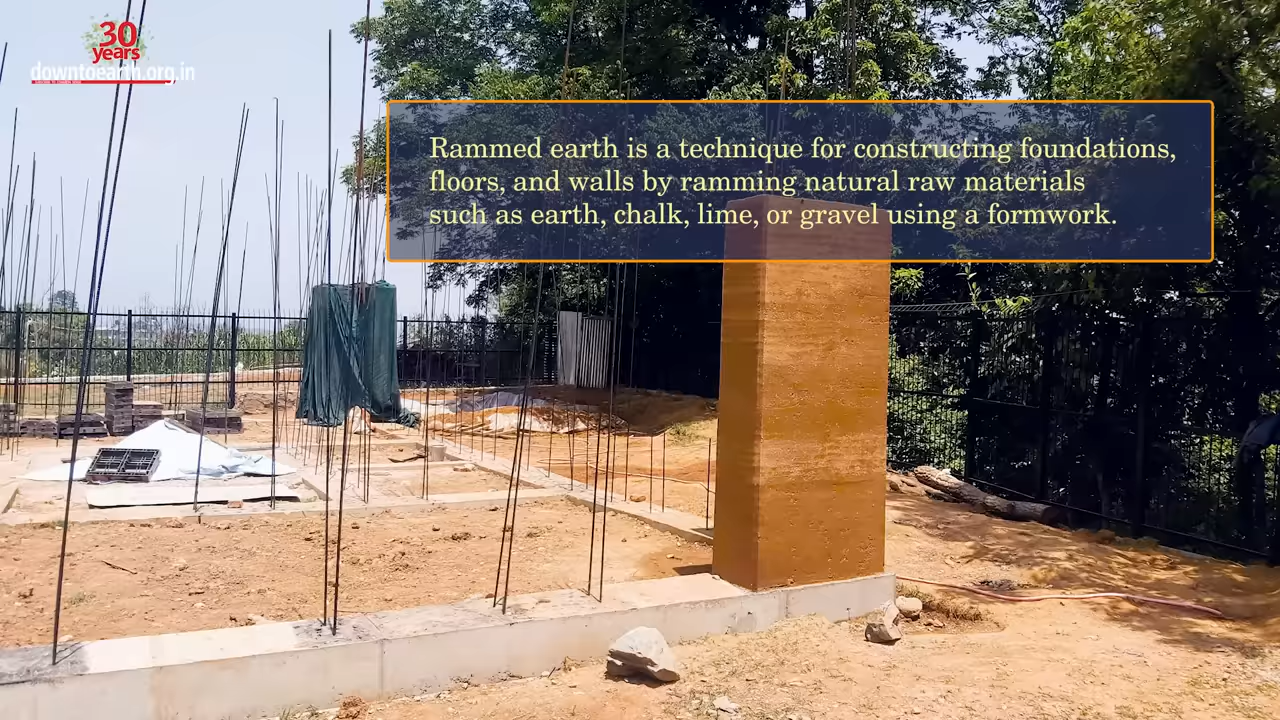 30
years
downtoearth.org.in
Rammed earth is a technique for constructing foundations,
floors, and walls by ramming natural raw materials
such as earth, chalk, lime, or gravel using a formwork.